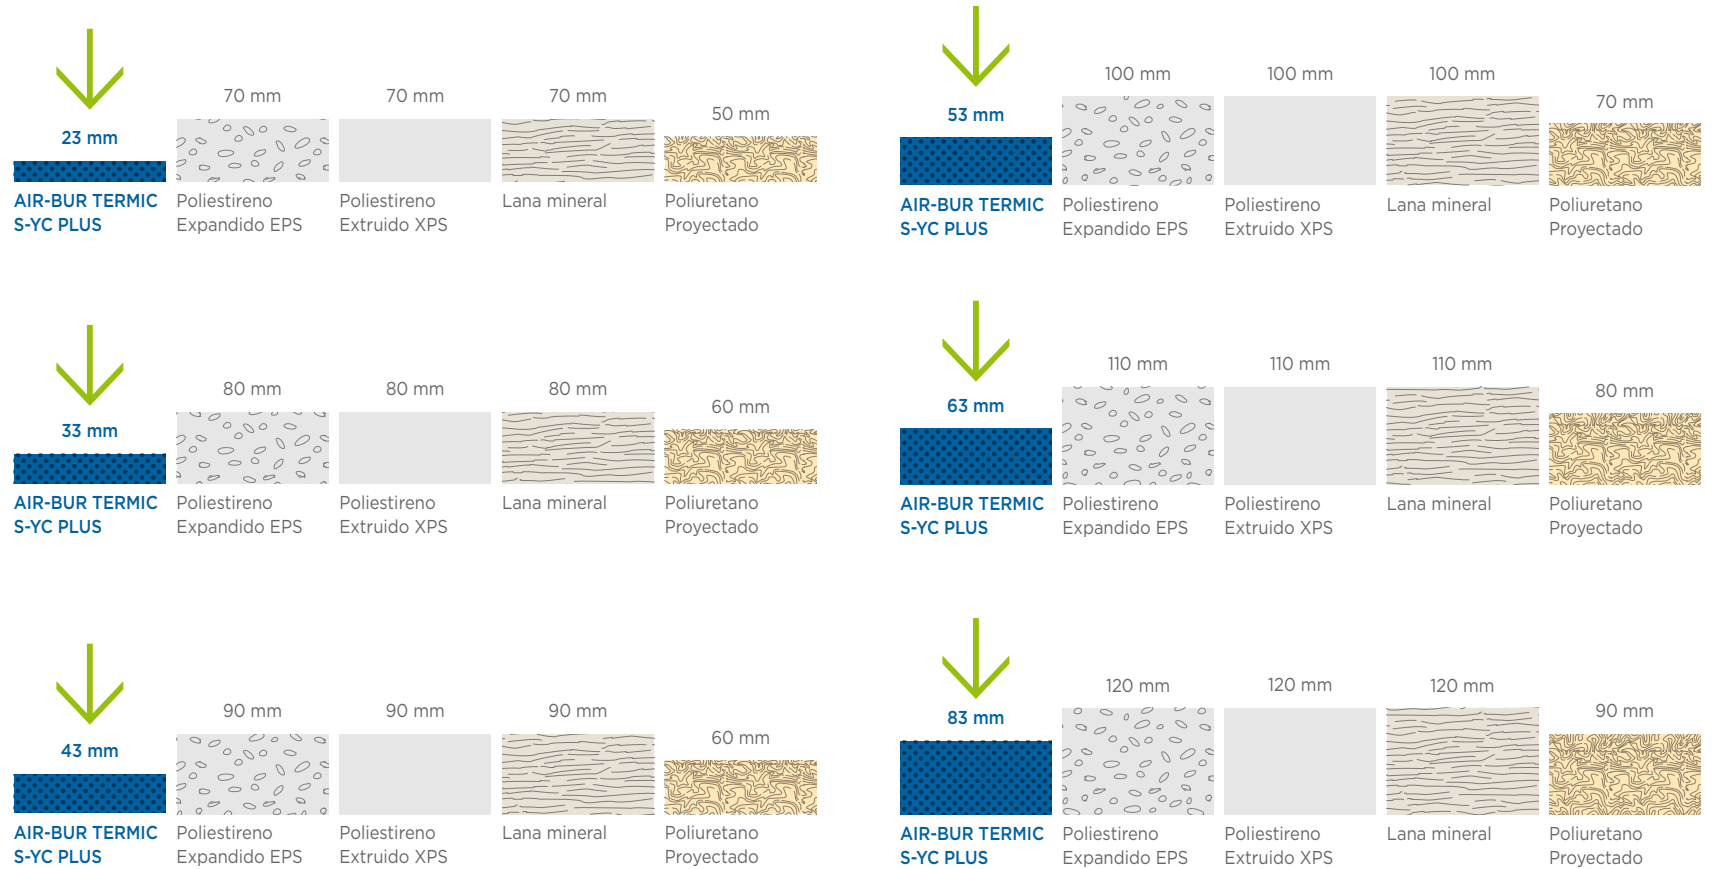 70 mm
70 mm
70 mm
50 mm
23 mm
AIR-BUR TERMIC
S-YC PLUS
Poliestireno
Expandido EPS
Poliestireno
Extruido XPS
Lana mineral
Poliuretano
Proyectado
100 mm
100 mm
100 mm
70 mm
53 mm
AIR-BUR TERMIC
S-YC PLUS
Poliestireno
Expandido EPS
Poliestireno
Extruido XPS
Lana mineral
Poliuretano
Proyectado
80 mm
80 mm
80 mm
60 mm
33 mm
AIR-BUR TERMIC
S-YC PLUS
Poliestireno
Expandido EPS
Poliestireno
Extruido XPS
Lana mineral
Poliuretano
Proyectado
110 mm
110 mm
110 mm
80 mm
63 mm
AIR-BUR TERMIC
S-YC PLUS
Poliestireno
Expandido EPS
Poliestireno
Extruido XPS
Lana mineral
Poliuretano
Proyectado
90 mm
90 mm
90 mm
60 mm
43 mm
AIR-BUR TERMIC
S-YC PLUS
Poliestireno
Expandido EPS
Poliestireno
Extruido XPS
Lana mineral
Poliuretano
Proyectado
120 mm
120 mm
120 mm
90 mm
83 mm
AIR-BUR TERMIC
S-YC PLUS
Poliestireno
Expandido EPS
Poliestireno
Extruido XPS
Lana mineral
Poliuretano
Proyectado